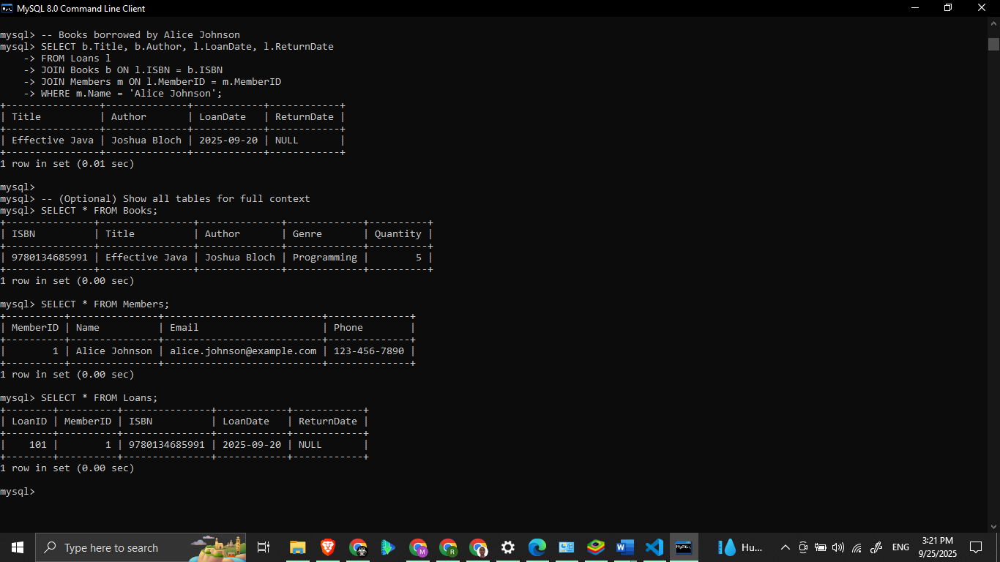 MySQL 8.0 Command Line Client
mysql> -- Books borrowed by Alice Johnson
mysql> SELECT b.Title, b.Author, l.LoanDate, l.ReturnDate
    -> FROM Loans l
    -> JOIN Books b ON l.ISBN = b.ISBN
    -> JOIN Members m ON l.MemberID = m.MemberID
    -> WHERE m.Name = 'Alice Johnson';
+----------------+--------------+------------+------------+
| Title          | Author       | LoanDate   | ReturnDate |
+----------------+--------------+------------+------------+
| Effective Java | Joshua Bloch | 2025-09-20 | NULL       |
+----------------+--------------+------------+------------+
1 row in set (0.01 sec)
mysql>
mysql> -- (Optional) Show all tables for full context
mysql> SELECT * FROM Books;
+---------------+----------------+--------------+-------------+----------+
| ISBN          | Title          | Author       | Genre       | Quantity |
+---------------+----------------+--------------+-------------+----------+
| 9780134685991 | Effective Java | Joshua Bloch | Programming |        5 |
+---------------+----------------+--------------+-------------+----------+
1 row in set (0.00 sec)
mysql> SELECT * FROM Members;
+----------+---------------+---------------------------+--------------+
| MemberID | Name          | Email                     | Phone        |
+----------+---------------+---------------------------+--------------+
|        1 | Alice Johnson | alice.johnson@example.com | 123-456-7890 |
+----------+---------------+---------------------------+--------------+
1 row in set (0.00 sec)
mysql> SELECT * FROM Loans;
+--------+----------+---------------+------------+------------+
| LoanID | MemberID | ISBN          | LoanDate   | ReturnDate |
+--------+----------+---------------+------------+------------+
|    101 |        1 | 9780134685991 | 2025-09-20 | NULL       |
+--------+----------+---------------+------------+------------+
1 row in set (0.00 sec)
mysql>
Type here to search
Hu...
ENG
3:21 PM
9/25/2025